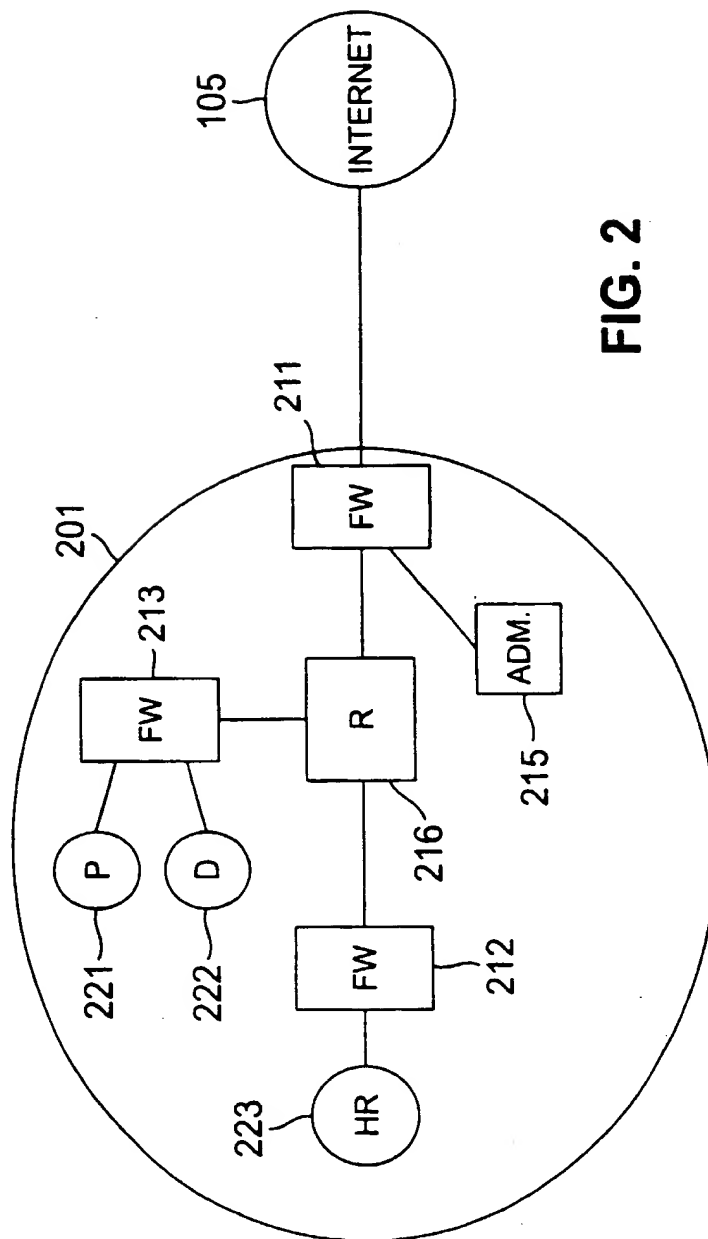 201
213
211
105
FW
P
D
221
222
R
216
FW
INTERNET
ADM.
215
FW
212
HR
223
FIG. 2